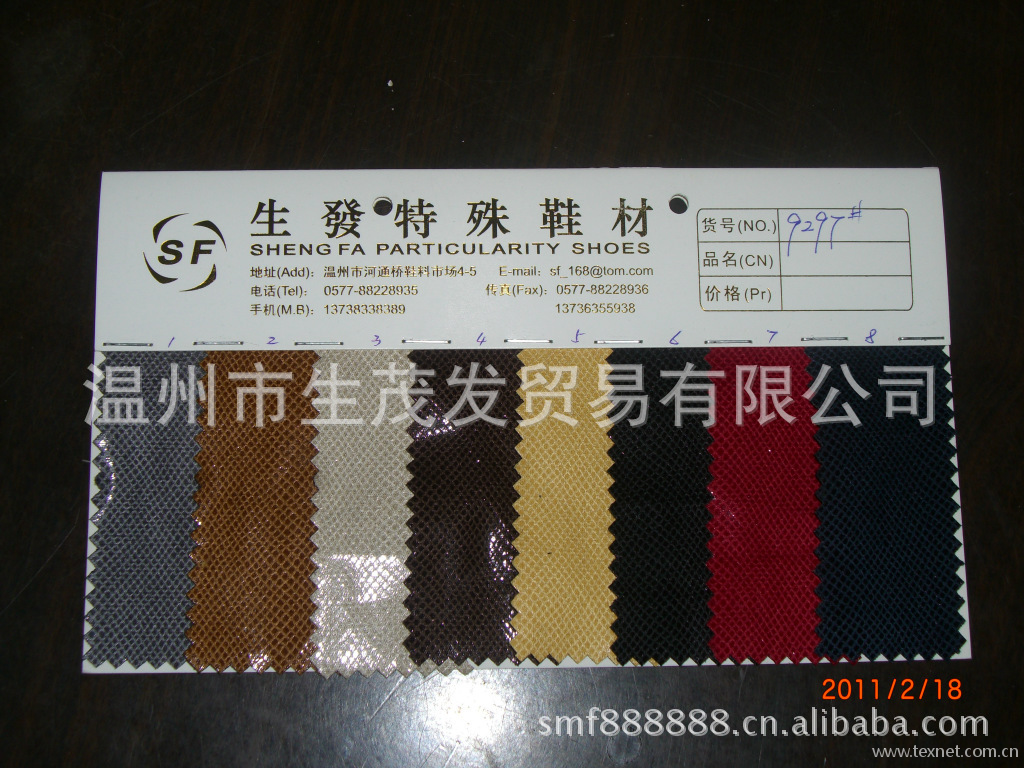 SF
生發特殊鞋材
SHENG FA PARTICULARITY SHOES
地址(Add): 温州市河通桥鞋料市场4-5 E-mail: sf_168@tom.com
电话(Tel): 0577-88228935 传真(Fax): 0577-88228936
手机(M.B): 13738338389 13736355938
货号(NO.) 9297#
品名(CN)
价格(Pr)
1 2 3 4 5 6 7 8
温州市生茂发贸易有限公司
2011/2/18
smf888888.cn.alibaba.com
www.texnet.com.cn